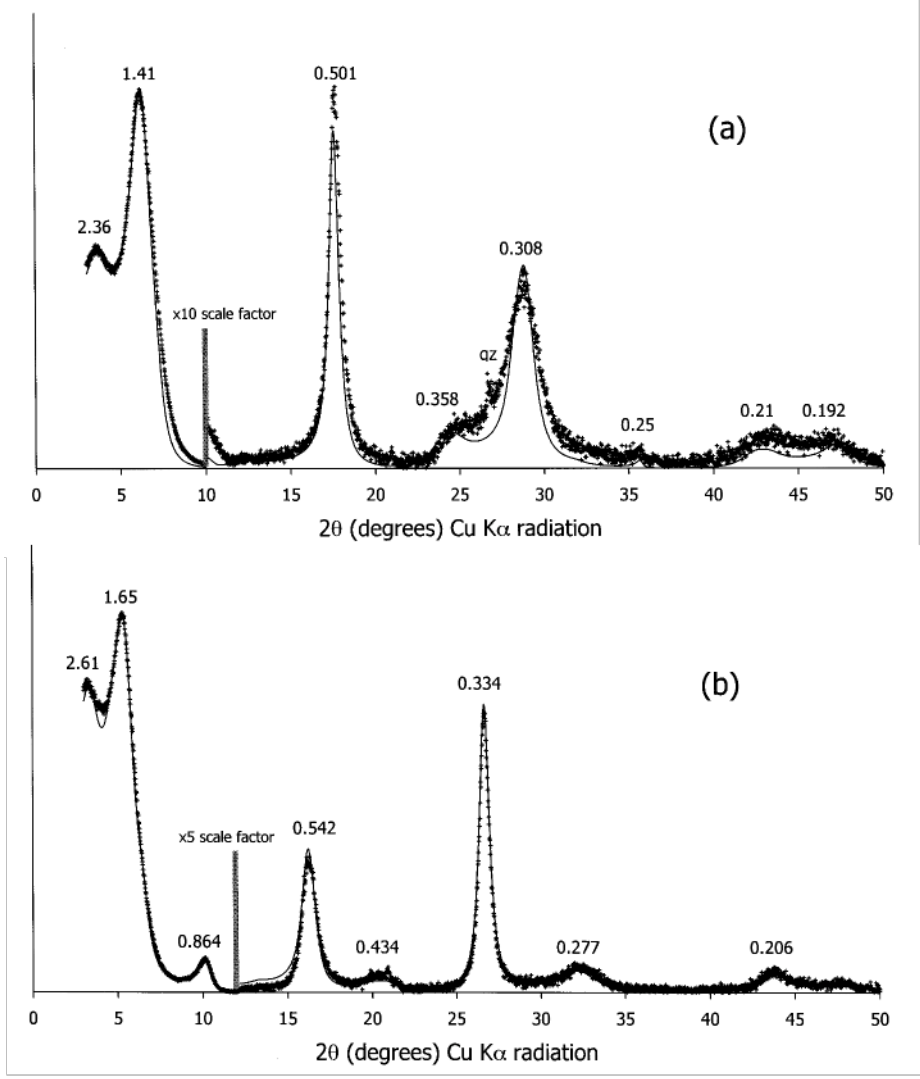 1.41
0.501
(a)
2.36
0.308
x10 scale factor
qz
0.358
0.25
0.21
0.192
0 5 10 15 20 25 30 35 40 45 50
2θ (degrees) Cu Kα radiation
1.65
2.61
0.334
(b)
x5 scale factor
0.542
0.864
0.434
0.277
0.206
0 5 10 15 20 25 30 35 40 45 50
2θ (degrees) Cu Kα radiation